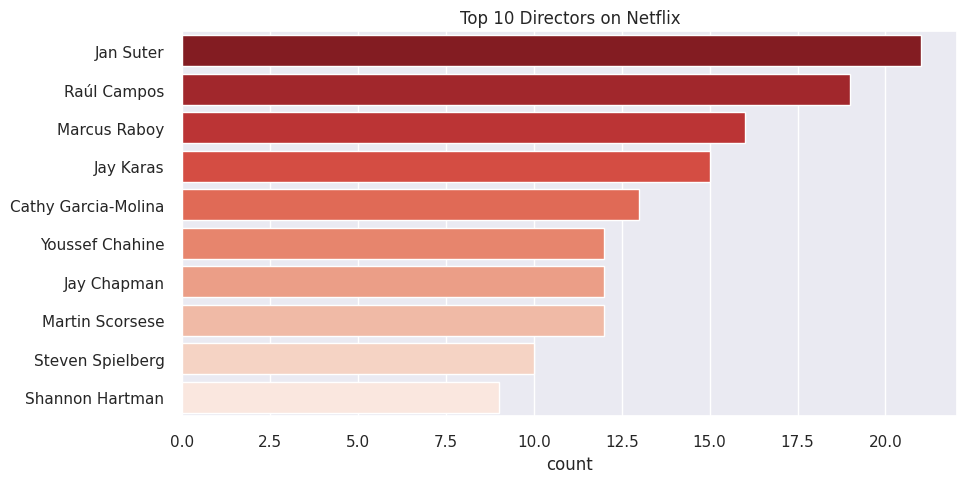 Top 10 Directors on Netflix
Jan Suter
Raúl Campos
Marcus Raboy
Jay Karas
Cathy Garcia-Molina
Youssef Chahine
Jay Chapman
Martin Scorsese
Steven Spielberg
Shannon Hartman
0.0 2.5 5.0 7.5 10.0 12.5 15.0 17.5 20.0
count